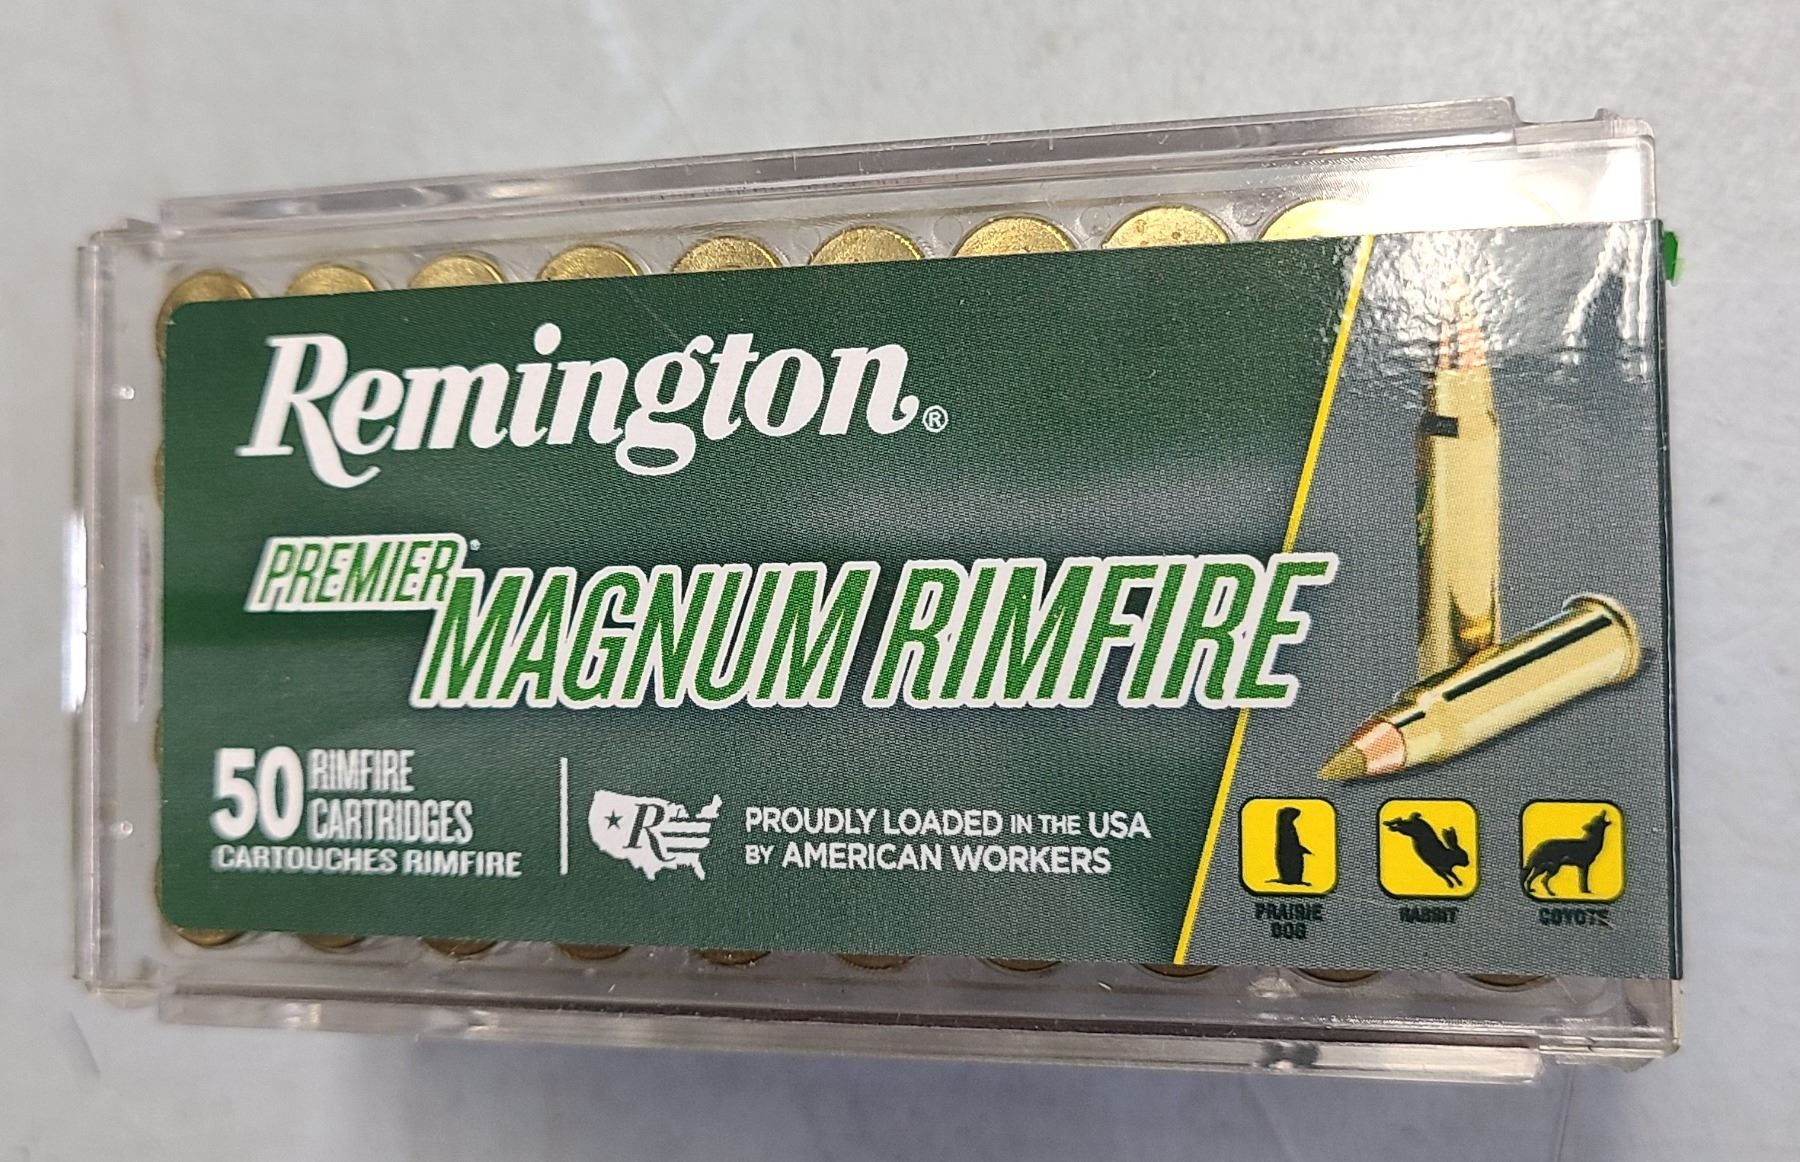 Remington®
PREMIER®
MAGNUM RIMFIRE
50 RIMFIRE
CARTRIDGES
CARTOUCHES RIMFIRE
R
PROUDLY LOADED IN THE USA
BY AMERICAN WORKERS
PRAIRIE
DOG
RABBIT
COYOTE